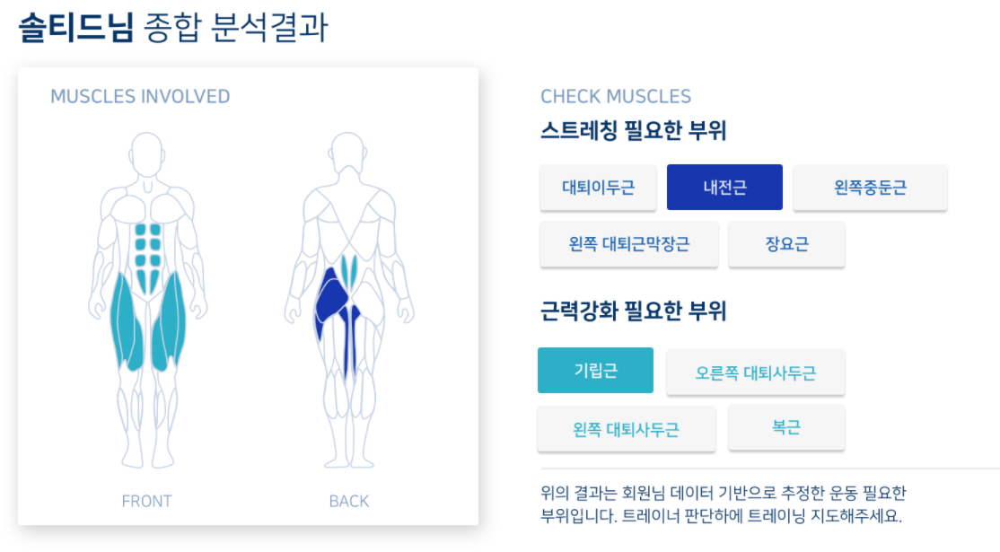 솔티드님 종합 분석결과
MUSCLES INVOLVED
FRONT
BACK
CHECK MUSCLES
스트레칭 필요한 부위
대퇴이두근
내전근
왼쪽중둔근
왼쪽 대퇴근막장근
장요근
근력강화 필요한 부위
기립근
오른쪽 대퇴사두근
왼쪽 대퇴사두근
복근
위의 결과는 회원님 데이터 기반으로 추정한 운동 필요한
부위입니다. 트레이너 판단하에 트레이닝 지도해주세요.